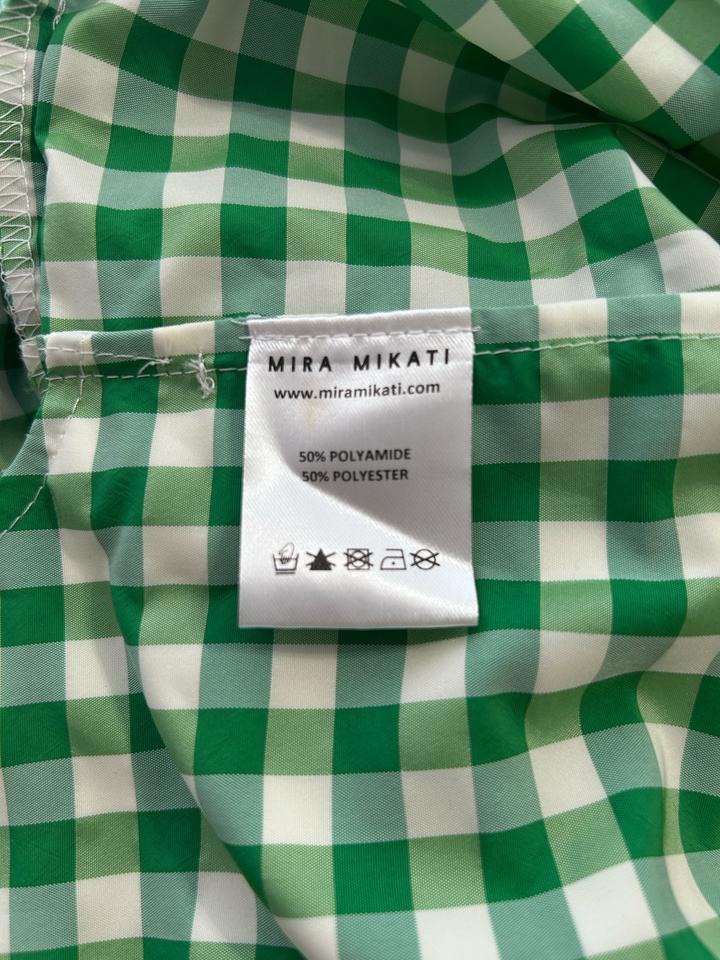 MIRA MIKATI
www.miramikati.com
50% POLYAMIDE
50% POLYESTER